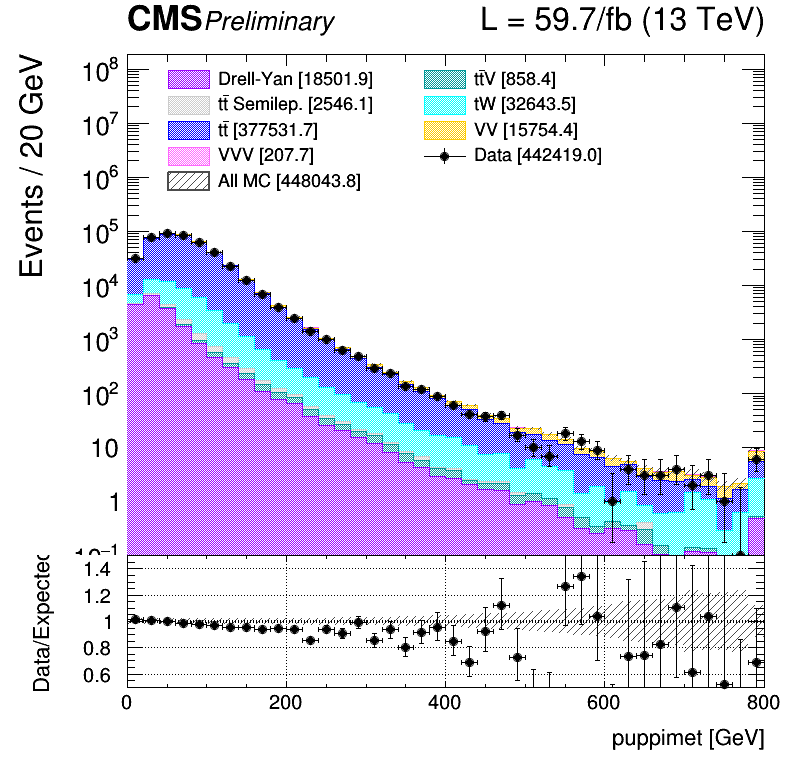 CMS Preliminary L = 59.7/fb (13 TeV)
Events / 20 GeV
Drell-Yan [18501.9]
tt̄ Semilep. [2546.1]
tt̄ [377531.7]
VVV [207.7]
All MC [448043.8]
tt̄V [858.4]
tW [32643.5]
VV [15754.4]
Data [442419.0]
10⁸
10⁷
10⁶
10⁵
10⁴
10³
10²
10
1
10⁻¹
Data/Expected
1.4
1.2
1
0.8
0.6
0 200 400 600 800
puppimet [GeV]